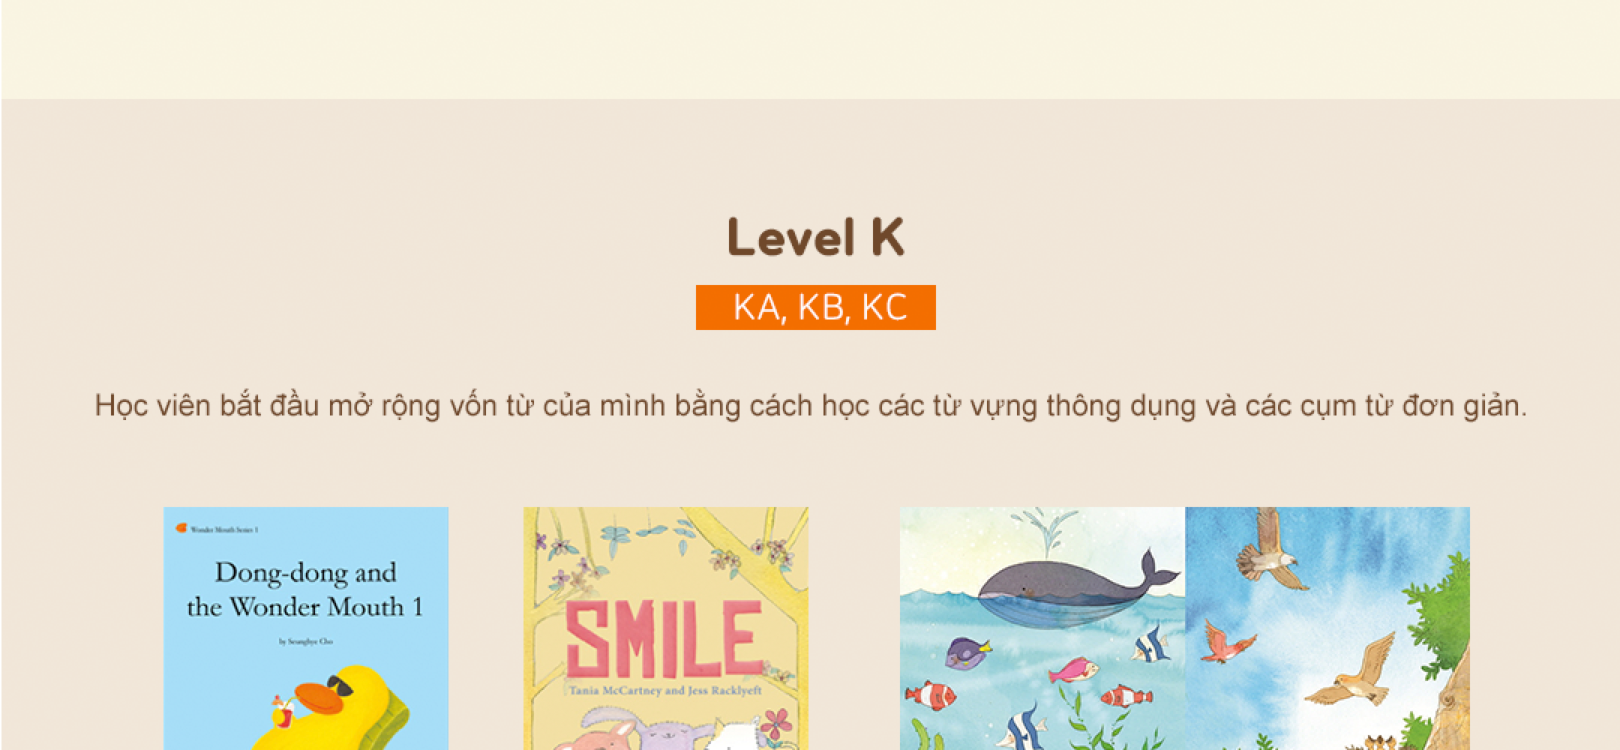 Level K
KA, KB, KC
Học viên bắt đầu mở rộng vốn từ của mình bằng cách học các từ vựng thông dụng và các cụm từ đơn giản.
Wonder Mouth Series 1
Dong-dong and
the Wonder Mouth 1
by Seunghye Cho
SMILE
Tania McCartney and Jess Racklyeft